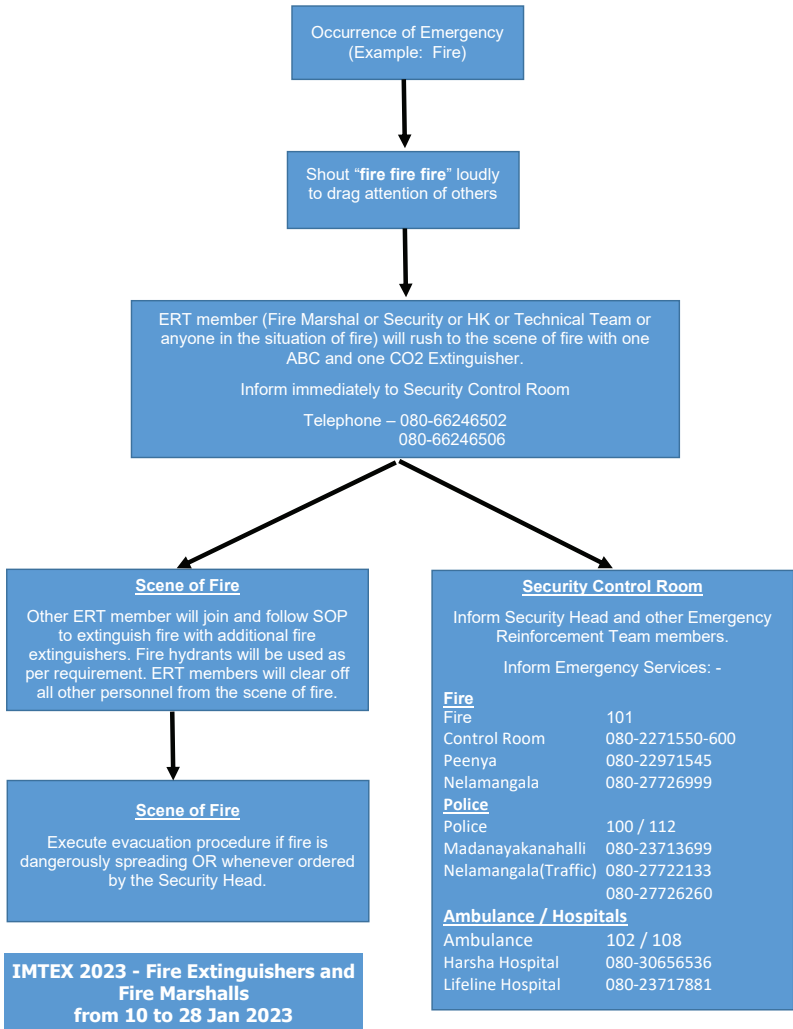 Occurrence of Emergency
(Example: Fire)
Shout “fire fire fire” loudly
to drag attention of others
ERT member (Fire Marshal or Security or HK or Technical Team or
anyone in the situation of fire) will rush to the scene of fire with one
ABC and one CO2 Extinguisher.
Inform immediately to Security Control Room
Telephone – 080-66246502
080-66246506
Scene of Fire
Other ERT member will join and follow SOP
to extinguish fire with additional fire
extinguishers. Fire hydrants will be used as
per requirement. ERT members will clear off
all other personnel from the scene of fire.
Scene of Fire
Execute evacuation procedure if fire is
dangerously spreading OR whenever ordered
by the Security Head.
Security Control Room
Inform Security Head and other Emergency
Reinforcement Team members.
Inform Emergency Services: -
Fire
Fire 101
Control Room 080-2271550-600
Peenya 080-22971545
Nelamangala 080-27726999
Police
Police 100 / 112
Madanayakanahalli 080-23713699
Nelamangala(Traffic) 080-27722133
080-27726260
Ambulance / Hospitals
Ambulance 102 / 108
Harsha Hospital 080-30656536
Lifeline Hospital 080-23717881
IMTEX 2023 - Fire Extinguishers and
Fire Marshalls
from 10 to 28 Jan 2023